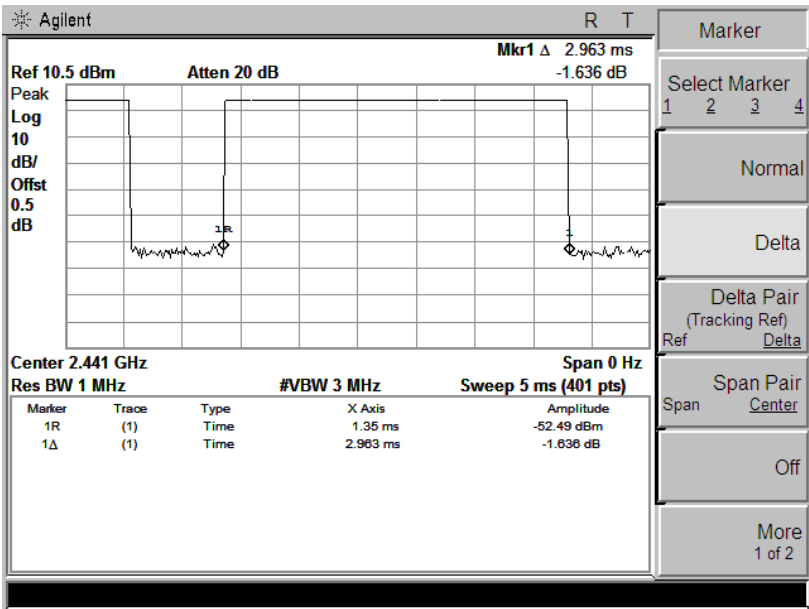 Agilent R T
Mkr1 Δ 2.963 ms
Ref 10.5 dBm Atten 20 dB -1.636 dB
Peak
Log
10
dB/
Offst
0.5
dB
1R
1
Center 2.441 GHz Span 0 Hz
Res BW 1 MHz #VBW 3 MHz Sweep 5 ms (401 pts)
Marker Trace Type X Axis Amplitude
1R (1) Time 1.35 ms -52.49 dBm
1Δ (1) Time 2.963 ms -1.636 dB
Marker
Select Marker
1 2 3 4
Normal
Delta
Delta Pair
(Tracking Ref)
Ref Delta
Span Pair
Span Center
Off
More
1 of 2